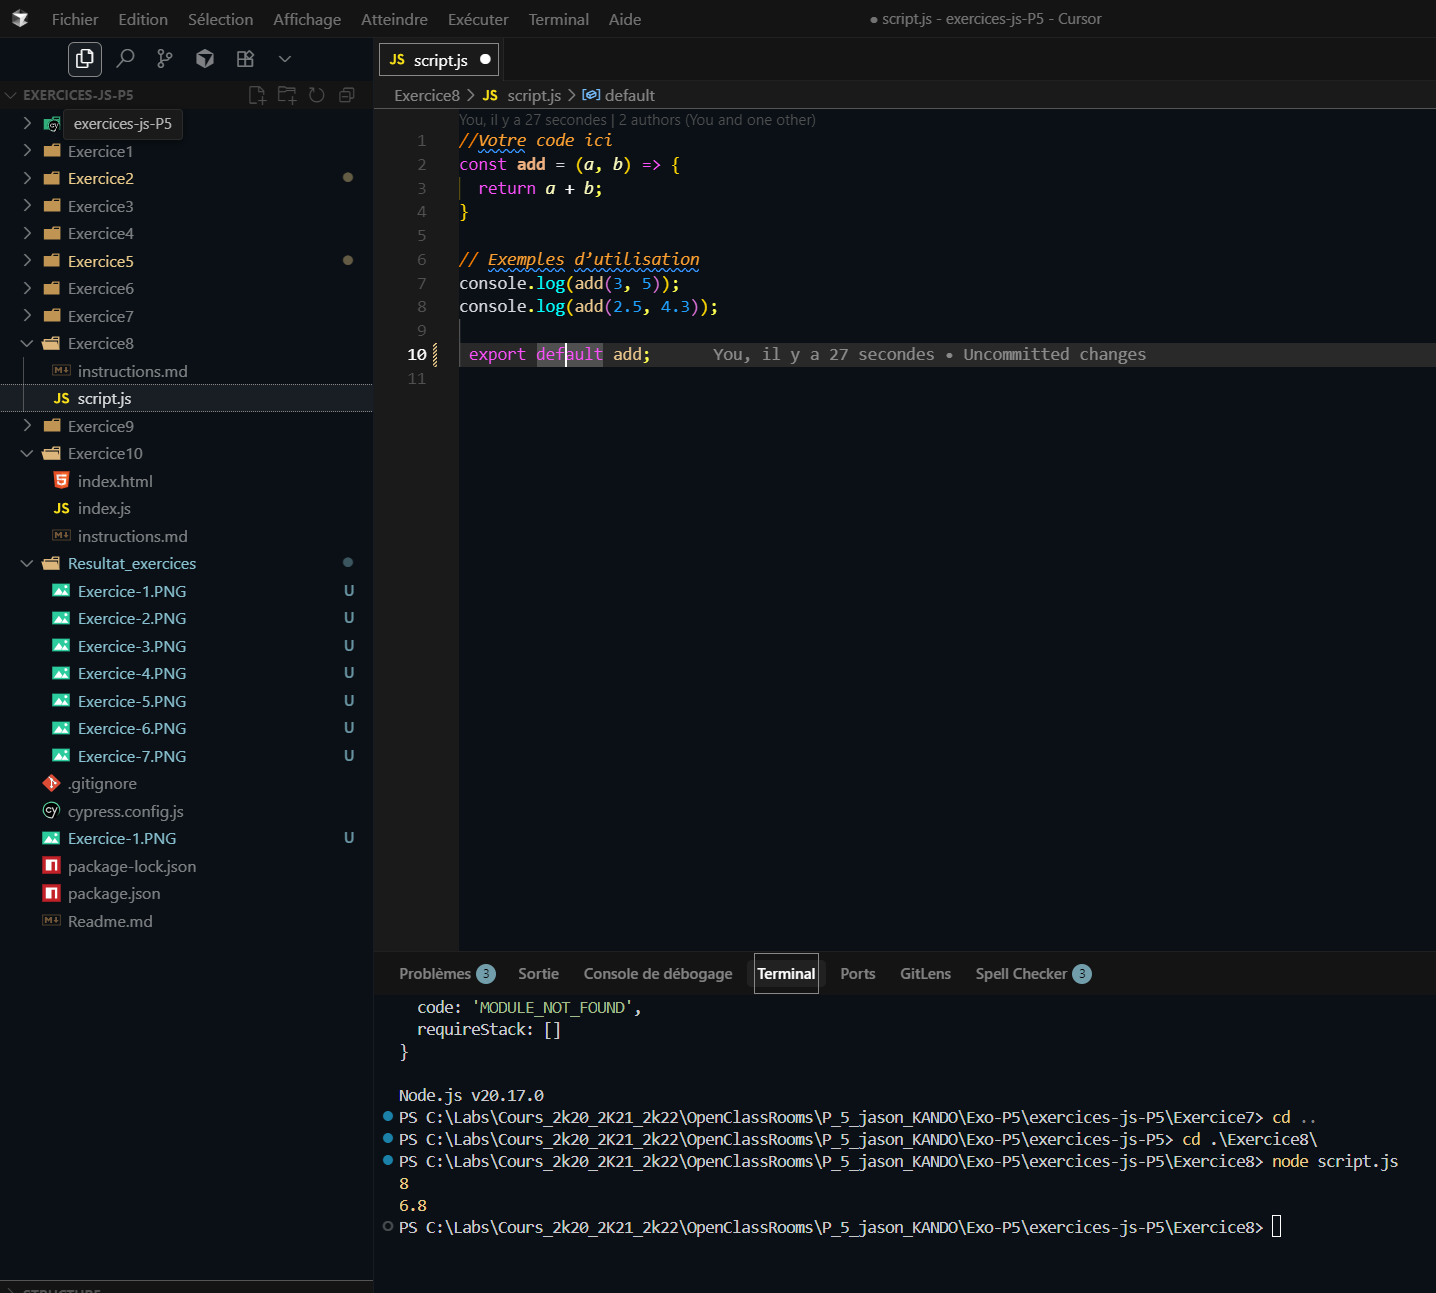 Fichier Edition Sélection Affichage Atteindre Exécuter Terminal Aide
● script.js - exercices-js-P5 - Cursor
EXERCICES-JS-P5
exercices-js-P5
Exercice1
Exercice2
Exercice3
Exercice4
Exercice5
Exercice6
Exercice7
Exercice8
instructions.md
JS script.js
Exercice9
Exercice10
index.html
JS index.js
instructions.md
Resultat_exercices
Exercice-1.PNG U
Exercice-2.PNG U
Exercice-3.PNG U
Exercice-4.PNG U
Exercice-5.PNG U
Exercice-6.PNG U
Exercice-7.PNG U
.gitignore
cypress.config.js
Exercice-1.PNG U
package-lock.json
package.json
Readme.md
STRUCTURE
JS script.js ●
Exercice8 > JS script.js > default
You, il y a 27 secondes | 2 authors (You and one other)
1 //Votre code ici
2 const add = (a, b) => {
3 return a + b;
4 }
5
6 // Exemples d’utilisation
7 console.log(add(3, 5));
8 console.log(add(2.5, 4.3));
9
10 export default add; You, il y a 27 secondes • Uncommitted changes
11
Problèmes 3 Sortie Console de débogage Terminal Ports GitLens Spell Checker 3
code: 'MODULE_NOT_FOUND',
requireStack: []
}
Node.js v20.17.0
PS C:\Labs\Cours_2k20_2K21_2k22\OpenClassRooms\P_5_jason_KANDO\Exo-P5\exercices-js-P5\Exercice7> cd ..
PS C:\Labs\Cours_2k20_2K21_2k22\OpenClassRooms\P_5_jason_KANDO\Exo-P5\exercices-js-P5> cd .\Exercice8\
PS C:\Labs\Cours_2k20_2K21_2k22\OpenClassRooms\P_5_jason_KANDO\Exo-P5\exercices-js-P5\Exercice8> node script.js
8
6.8
PS C:\Labs\Cours_2k20_2K21_2k22\OpenClassRooms\P_5_jason_KANDO\Exo-P5\exercices-js-P5\Exercice8>